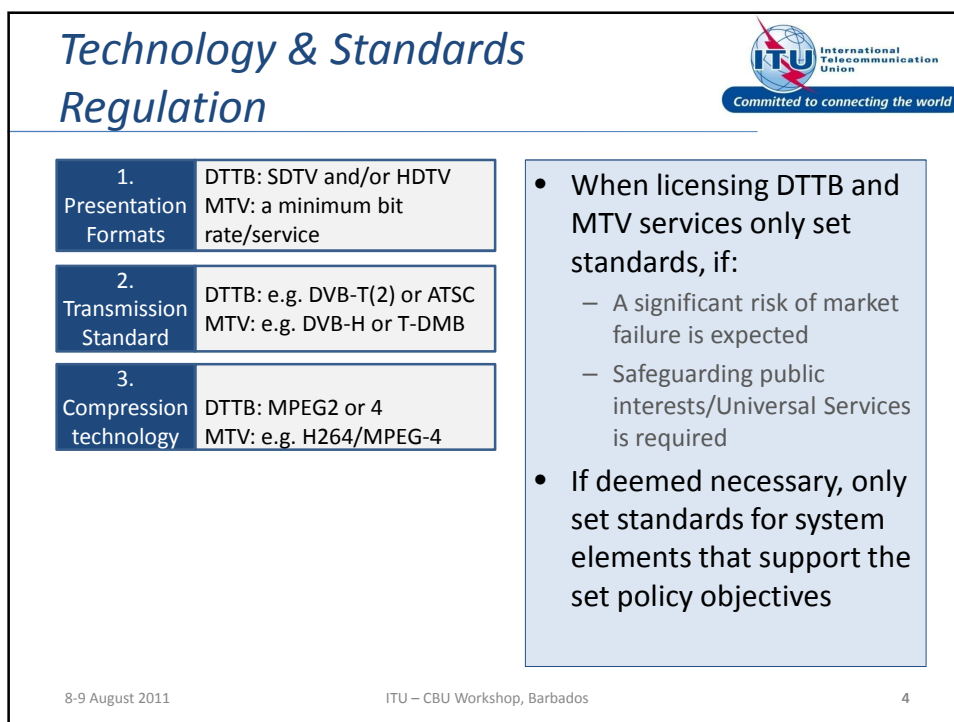 Technology & Standards
Regulation
ITU
International
Telecommunication
Union
Committed to connecting the world
1.
Presentation
Formats
DTTB: SDTV and/or HDTV
MTV: a minimum bit
rate/service
2.
Transmission
Standard
DTTB: e.g. DVB-T(2) or ATSC
MTV: e.g. DVB-H or T-DMB
3.
Compression
technology
DTTB: MPEG2 or 4
MTV: e.g. H264/MPEG-4
• When licensing DTTB and
MTV services only set
standards, if:
– A significant risk of market
failure is expected
– Safeguarding public
interests/Universal Services
is required
• If deemed necessary, only
set standards for system
elements that support the
set policy objectives
8-9 August 2011
ITU – CBU Workshop, Barbados
4